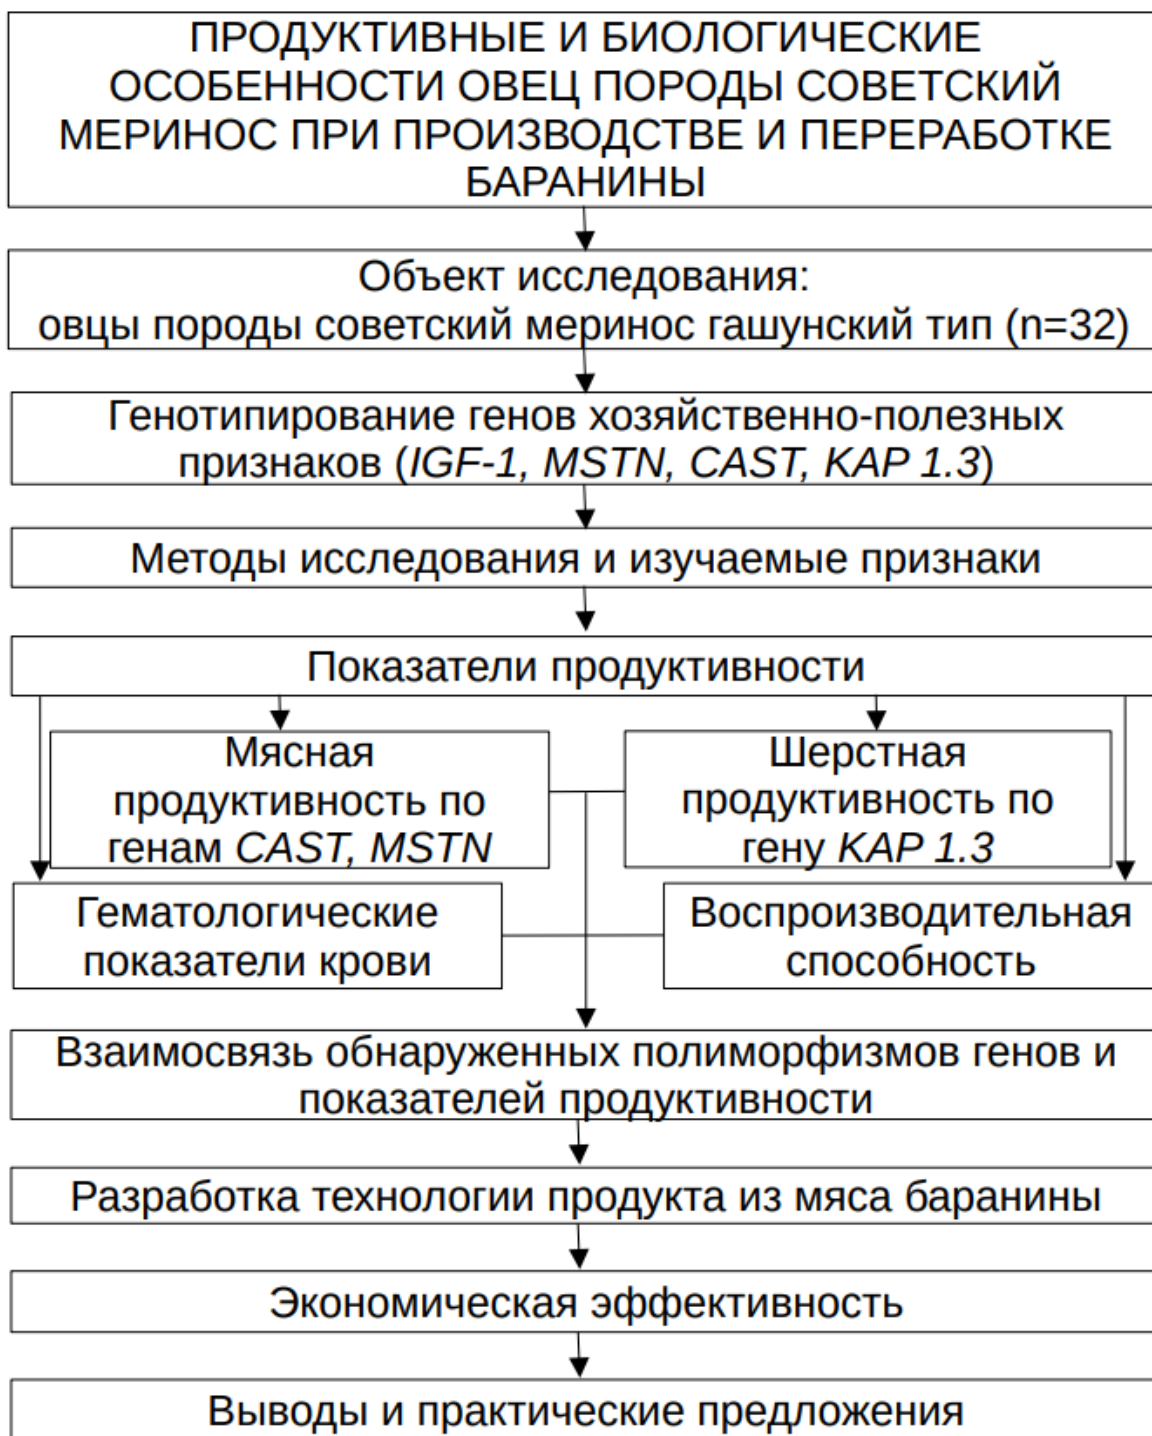 ПРОДУКТИВНЫЕ И БИОЛОГИЧЕСКИЕ
ОСОБЕННОСТИ ОВЕЦ ПОРОДЫ СОВЕТСКИЙ
МЕРИНОС ПРИ ПРОИЗВОДСТВЕ И ПЕРЕРАБОТКЕ
БАРАНИНЫ
Объект исследования:
овцы породы советский меринос гашунский тип (n=32)
Генотипирование генов хозяйственно-полезных
признаков (IGF-1, MSTN, CAST, KAP 1.3)
Методы исследования и изучаемые признаки
Показатели продуктивности
Мясная
продуктивность по
генам CAST, MSTN
Шерстная
продуктивность по
гену KAP 1.3
Гематологические
показатели крови
Воспроизводительная
способность
Взаимосвязь обнаруженных полиморфизмов генов и
показателей продуктивности
Разработка технологии продукта из мяса баранины
Экономическая эффективность
Выводы и практические предложения